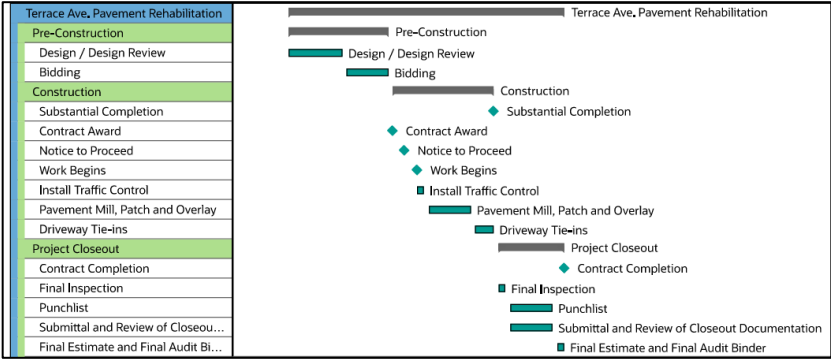 Terrace Ave. Pavement Rehabilitation Terrace Ave. Pavement Rehabilitation
Pre-Construction Pre-Construction
Design / Design Review Design / Design Review
Bidding Bidding
Construction Construction
Substantial Completion Substantial Completion
Contract Award Contract Award
Notice to Proceed Notice to Proceed
Work Begins Work Begins
Install Traffic Control Install Traffic Control
Pavement Mill, Patch and Overlay Pavement Mill, Patch and Overlay
Driveway Tie-ins Driveway Tie-ins
Project Closeout Project Closeout
Contract Completion Contract Completion
Final Inspection Final Inspection
Punchlist Punchlist
Submittal and Review of Closeou... Submittal and Review of Closeout Documentation
Final Estimate and Final Audit Bi... Final Estimate and Final Audit Binder